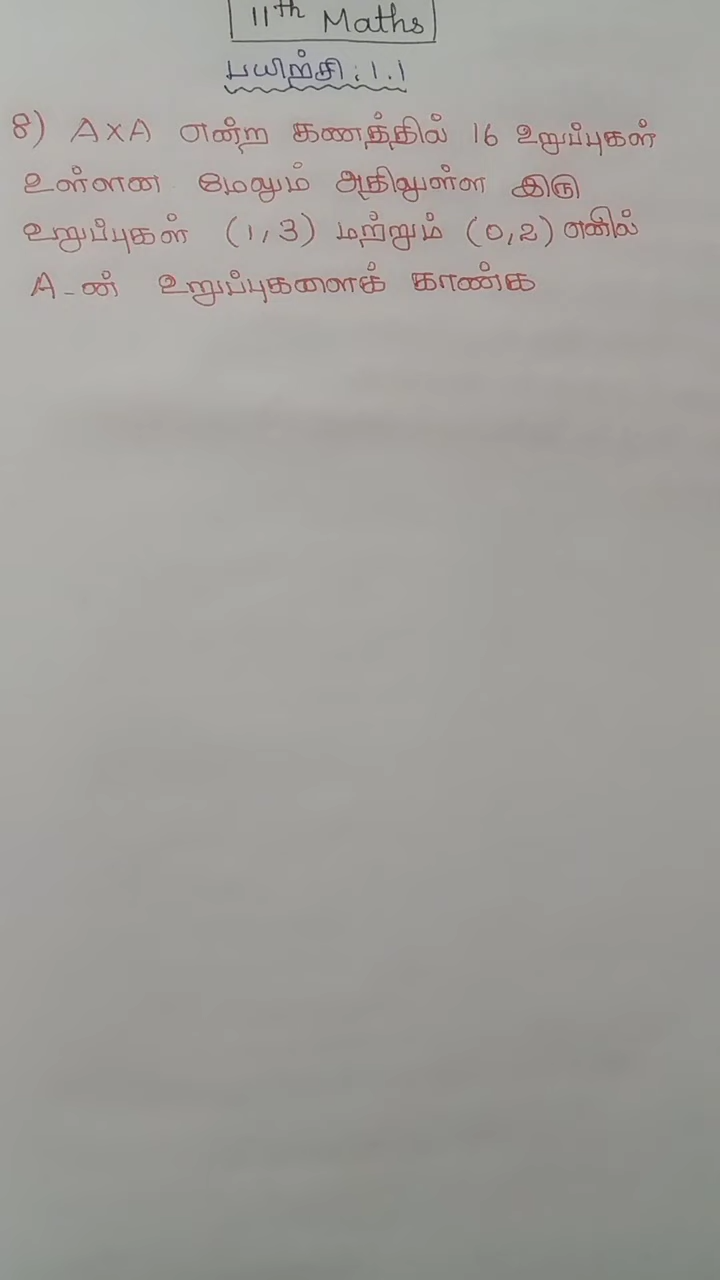 11th Maths
பயிற்சி : 1.1
8) A×A என்ற கணத்தில் 16 உறுப்புகள்
உள்ளன மேலும் அதிலுள்ள இரு
உறுப்புகள் (1,3) மற்றும் (0,2) எனில்
A-ன் உறுப்புகளைக் காண்க